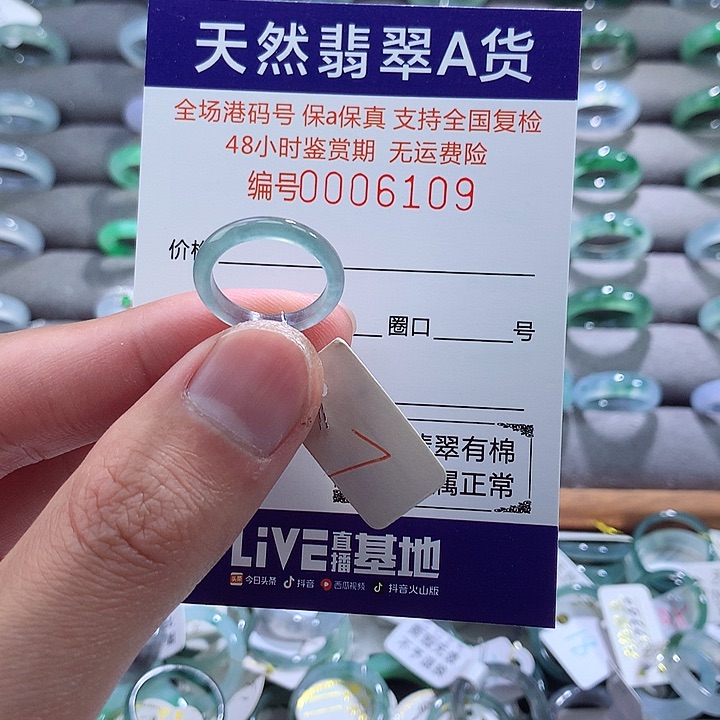 天然翡翠A货
全场港码号 保a保真 支持全国复检
48小时鉴赏期 无运费险
编号0006109
价格
圈口 号
翡翠有棉
属正常
LiVE直播基地
头条 今日头条 抖音 西瓜视频 抖音火山版